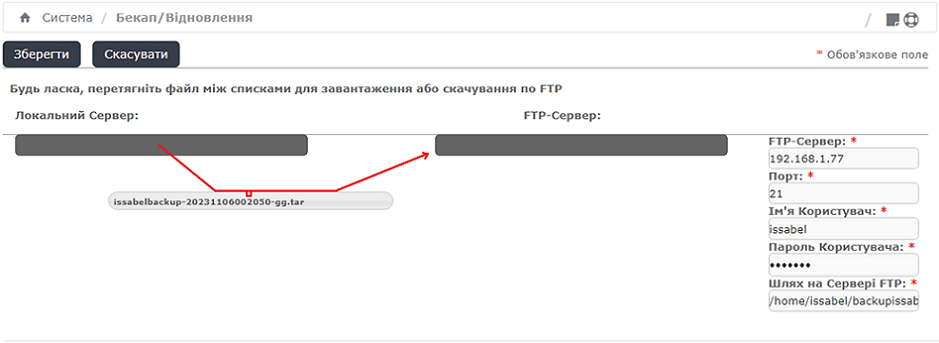 Система / Бекап/Відновлення /
Зберегти Скасувати * Обов'язкове поле
Будь ласка, перетягніть файл між списками для завантаження або скачування по FTP
Локальний Сервер: FTP-Сервер:
FTP-Сервер: *
192.168.1.77
Порт: *
21
Ім'я Користувач: *
issabel
Пароль Користувача: *
•••••••
Шлях на Сервері FTP: *
/home/issabel/backupissab
issabelbackup-20231106002050-gg.tar